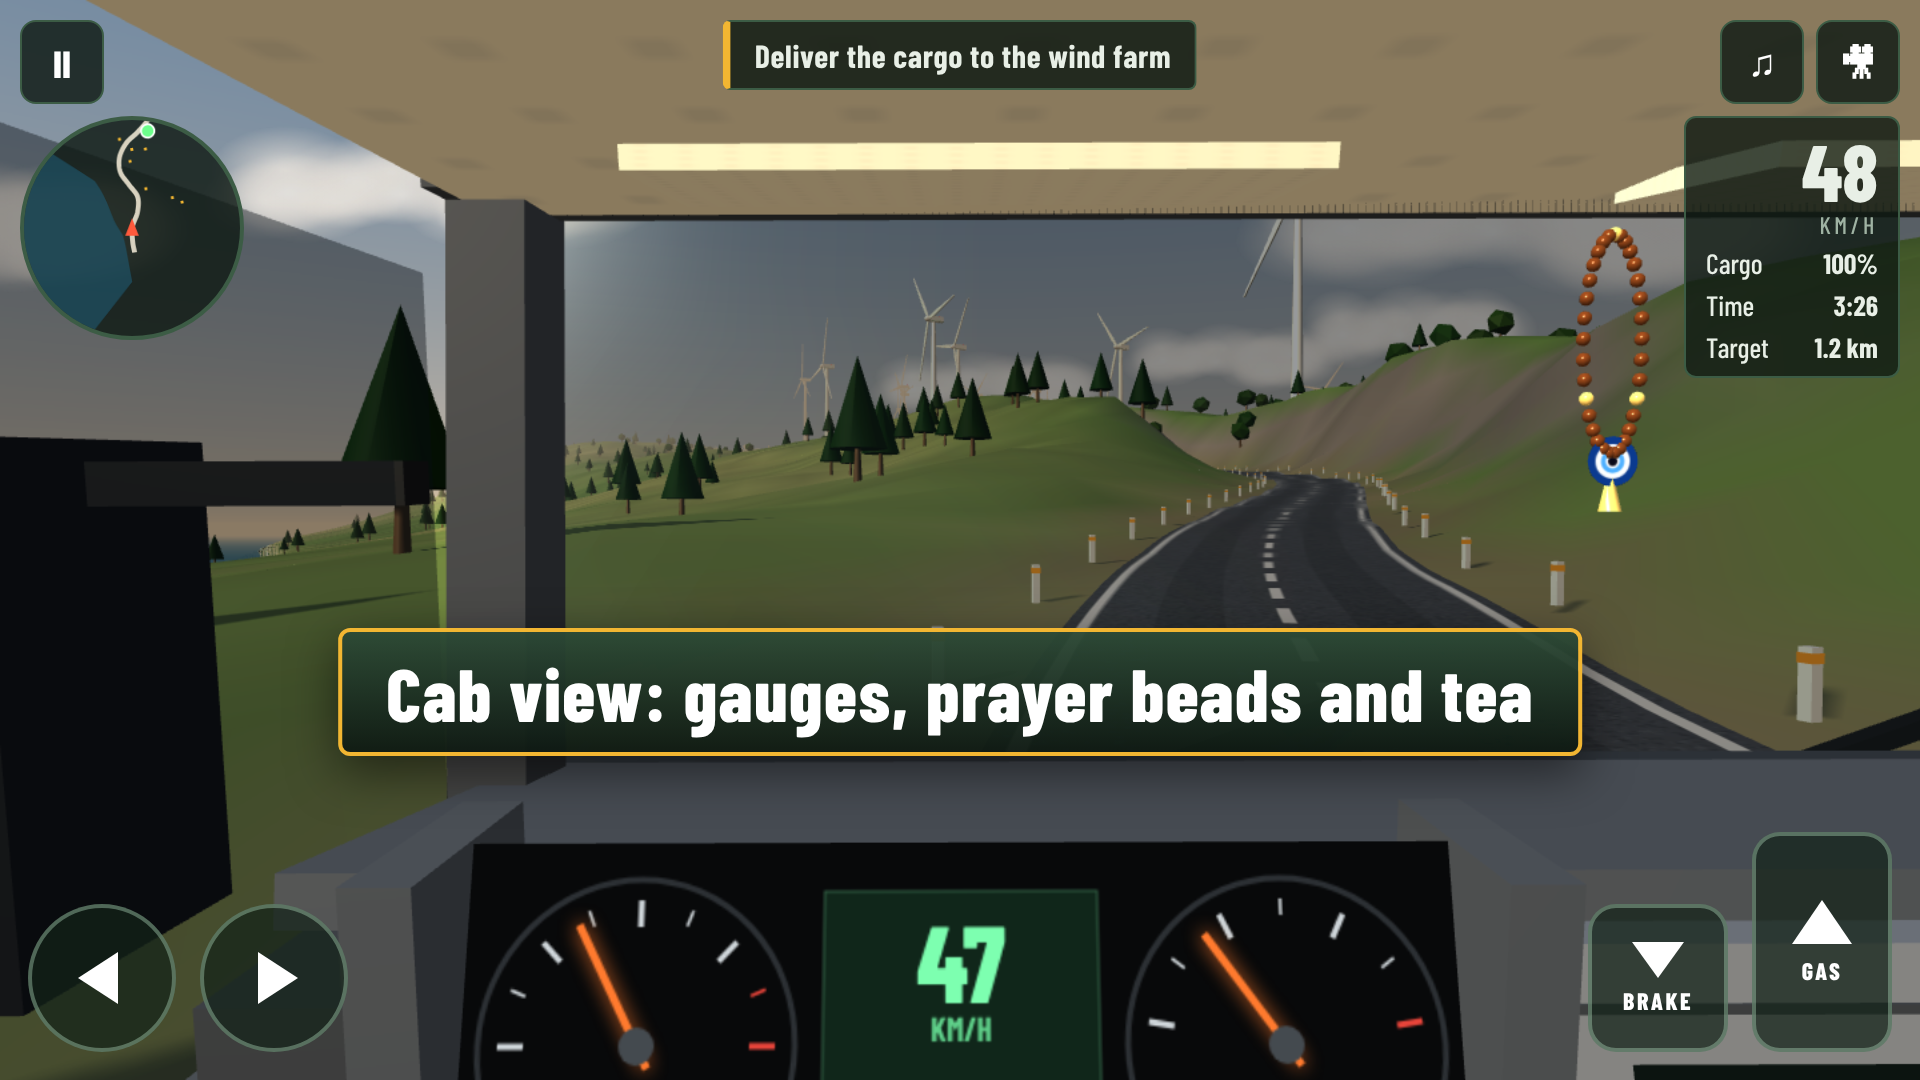 Deliver the cargo to the wind farm
48
KM/H
Cargo 100%
Time 3:26
Target 1.2 km
Cab view: gauges, prayer beads and tea
47
KM/H
BRAKE
GAS